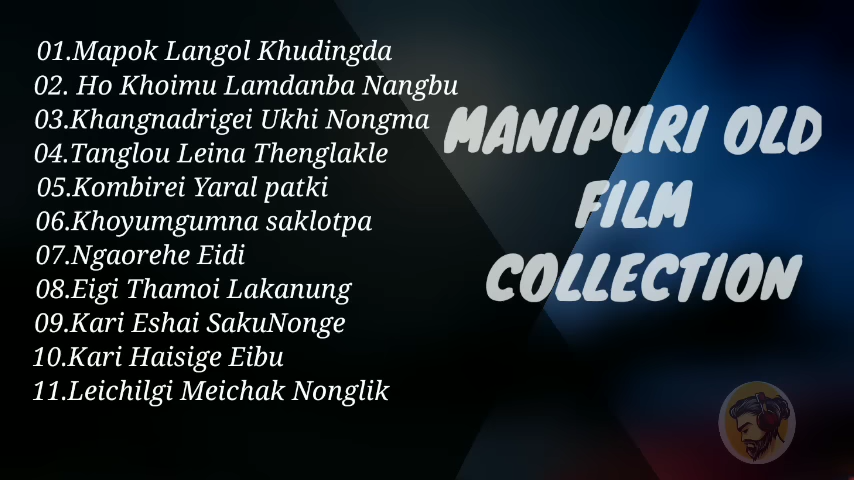 01.Mapok Langol Khudingda
02. Ho Khoimu Lamdanba Nangbu
03.Khangnadrigei Ukhi Nongma
04.Tanglou Leina Thenglakle
05.Kombirei Yaral patki
06.Khoyumgumna saklotpa
07.Ngaorehe Eidi
08.Eigi Thamoi Lakanung
09.Kari Eshai SakuNonge
10.Kari Haisige Eibu
11.Leichilgi Meichak Nonglik
MANIPURI OLD
FILM
COLLECTION